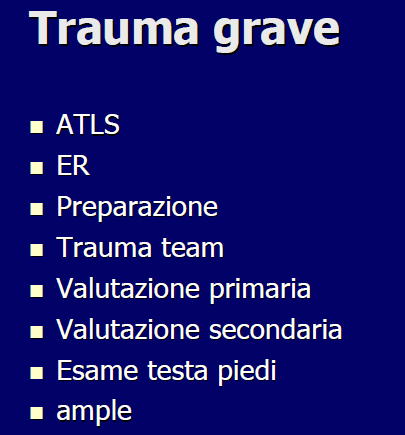 Trauma grave
▪ ATLS
▪ ER
▪ Preparazione
▪ Trauma team
▪ Valutazione primaria
▪ Valutazione secondaria
▪ Esame testa piedi
▪ ample